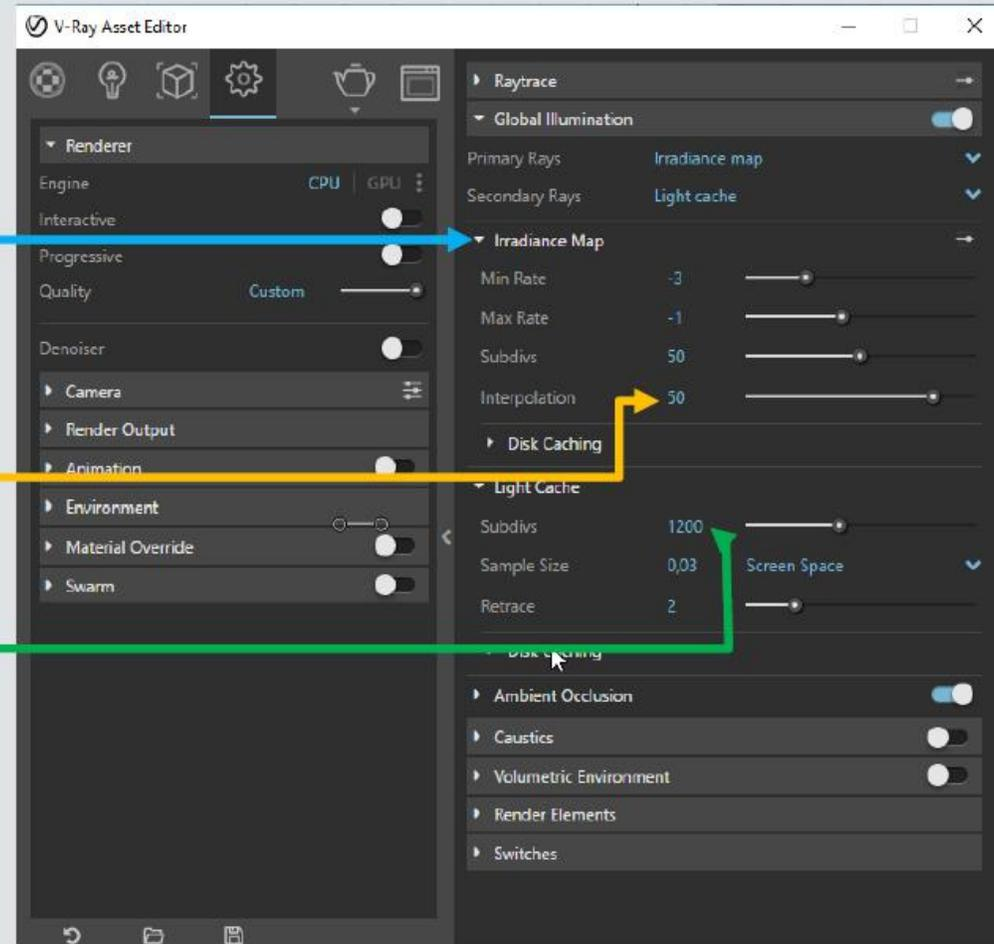 V-Ray Asset Editor
Renderer
Engine CPU | GPU
Interactive
Progressive
Quality Custom
Denoiser
Camera
Render Output
Animation
Environment
Material Override
Swarm
Raytrace
Global Illumination
Primary Rays Irradiance map
Secondary Rays Light cache
Irradiance Map
Min Rate -3
Max Rate -1
Subdivs 50
Interpolation 50
Disk Caching
Light Cache
Subdivs 1200
Sample Size 0,03 Screen Space
Retrace 2
Disk Caching
Ambient Occlusion
Caustics
Volumetric Environment
Render Elements
Switches